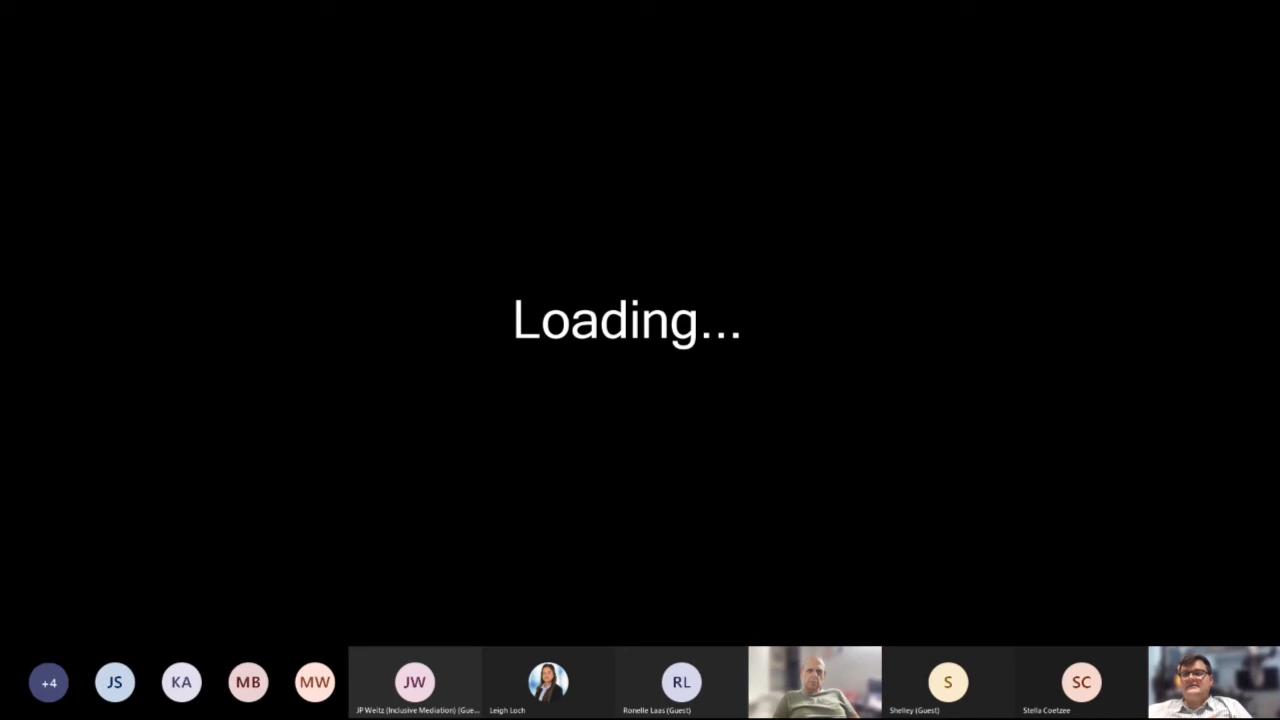 Loading...
+4
JS
KA
MB
MW
JW
RL
S
SC
JP Weitz (Inclusive Mediation) (Gue...
Leigh Loch
Ronelle Laas (Guest)
Shelley (Guest)
Stella Coetzee